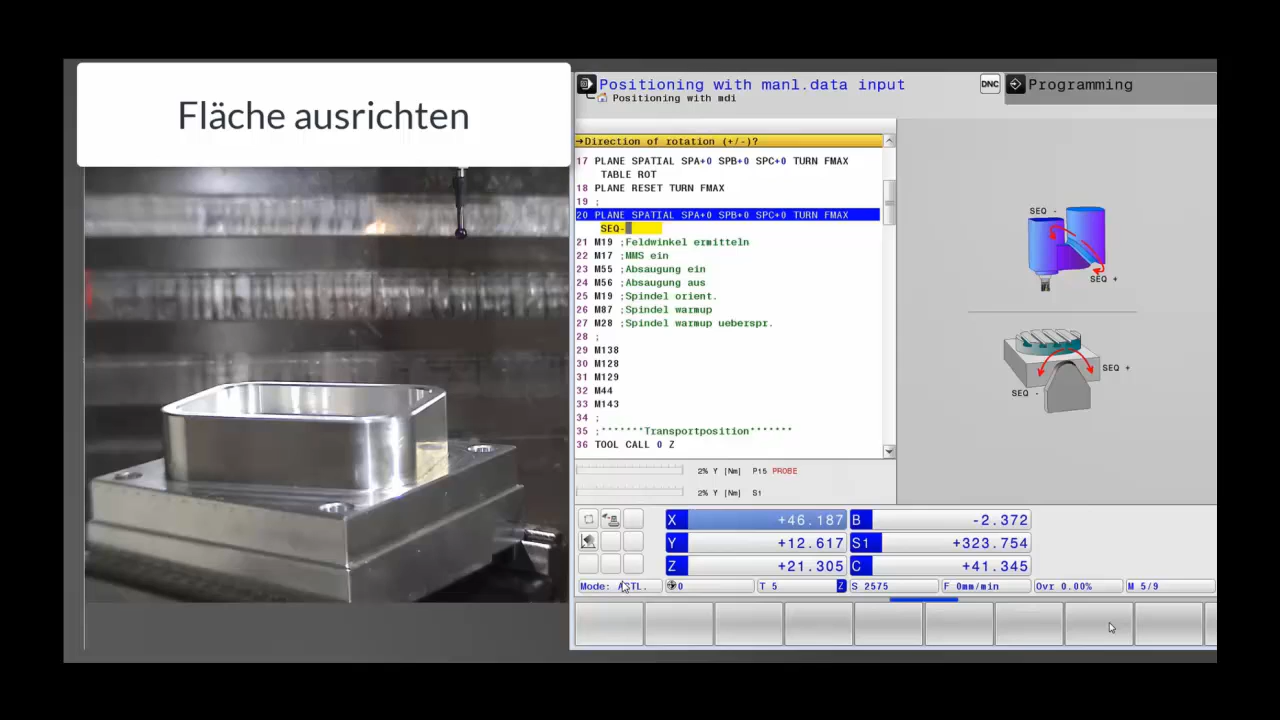 Fläche ausrichten
Positioning with manl.data input
Positioning with mdi
DNC
Programming
→Direction of rotation (+/-)?
17 PLANE SPATIAL SPA+0 SPB+0 SPC+0 TURN FMAX
TABLE ROT
18 PLANE RESET TURN FMAX
19 ;
20 PLANE SPATIAL SPA+0 SPB+0 SPC+0 TURN FMAX
SEQ-
21 M19 ;Feldwinkel ermitteln
22 M17 ;MMS ein
23 M55 ;Absaugung ein
24 M56 ;Absaugung aus
25 M19 ;Spindel orient.
26 M87 ;Spindel warmup
27 M28 ;Spindel warmup ueberspr.
28 ;
29 M138
30 M128
31 M129
32 M44
33 M143
34 ;
35 ;*******Transportposition*******
36 TOOL CALL 0 Z
SEQ -
SEQ +
SEQ +
SEQ -
2% Y [Nm] P15 PROBE
2% Y [Nm] S1
X +46.187 B -2.372
Y +12.617 S1 +323.754
Z +21.305 C +41.345
Mode: 0 T 5 Z S 2575 F 0mm/min Ovr 0.00% M 5/9